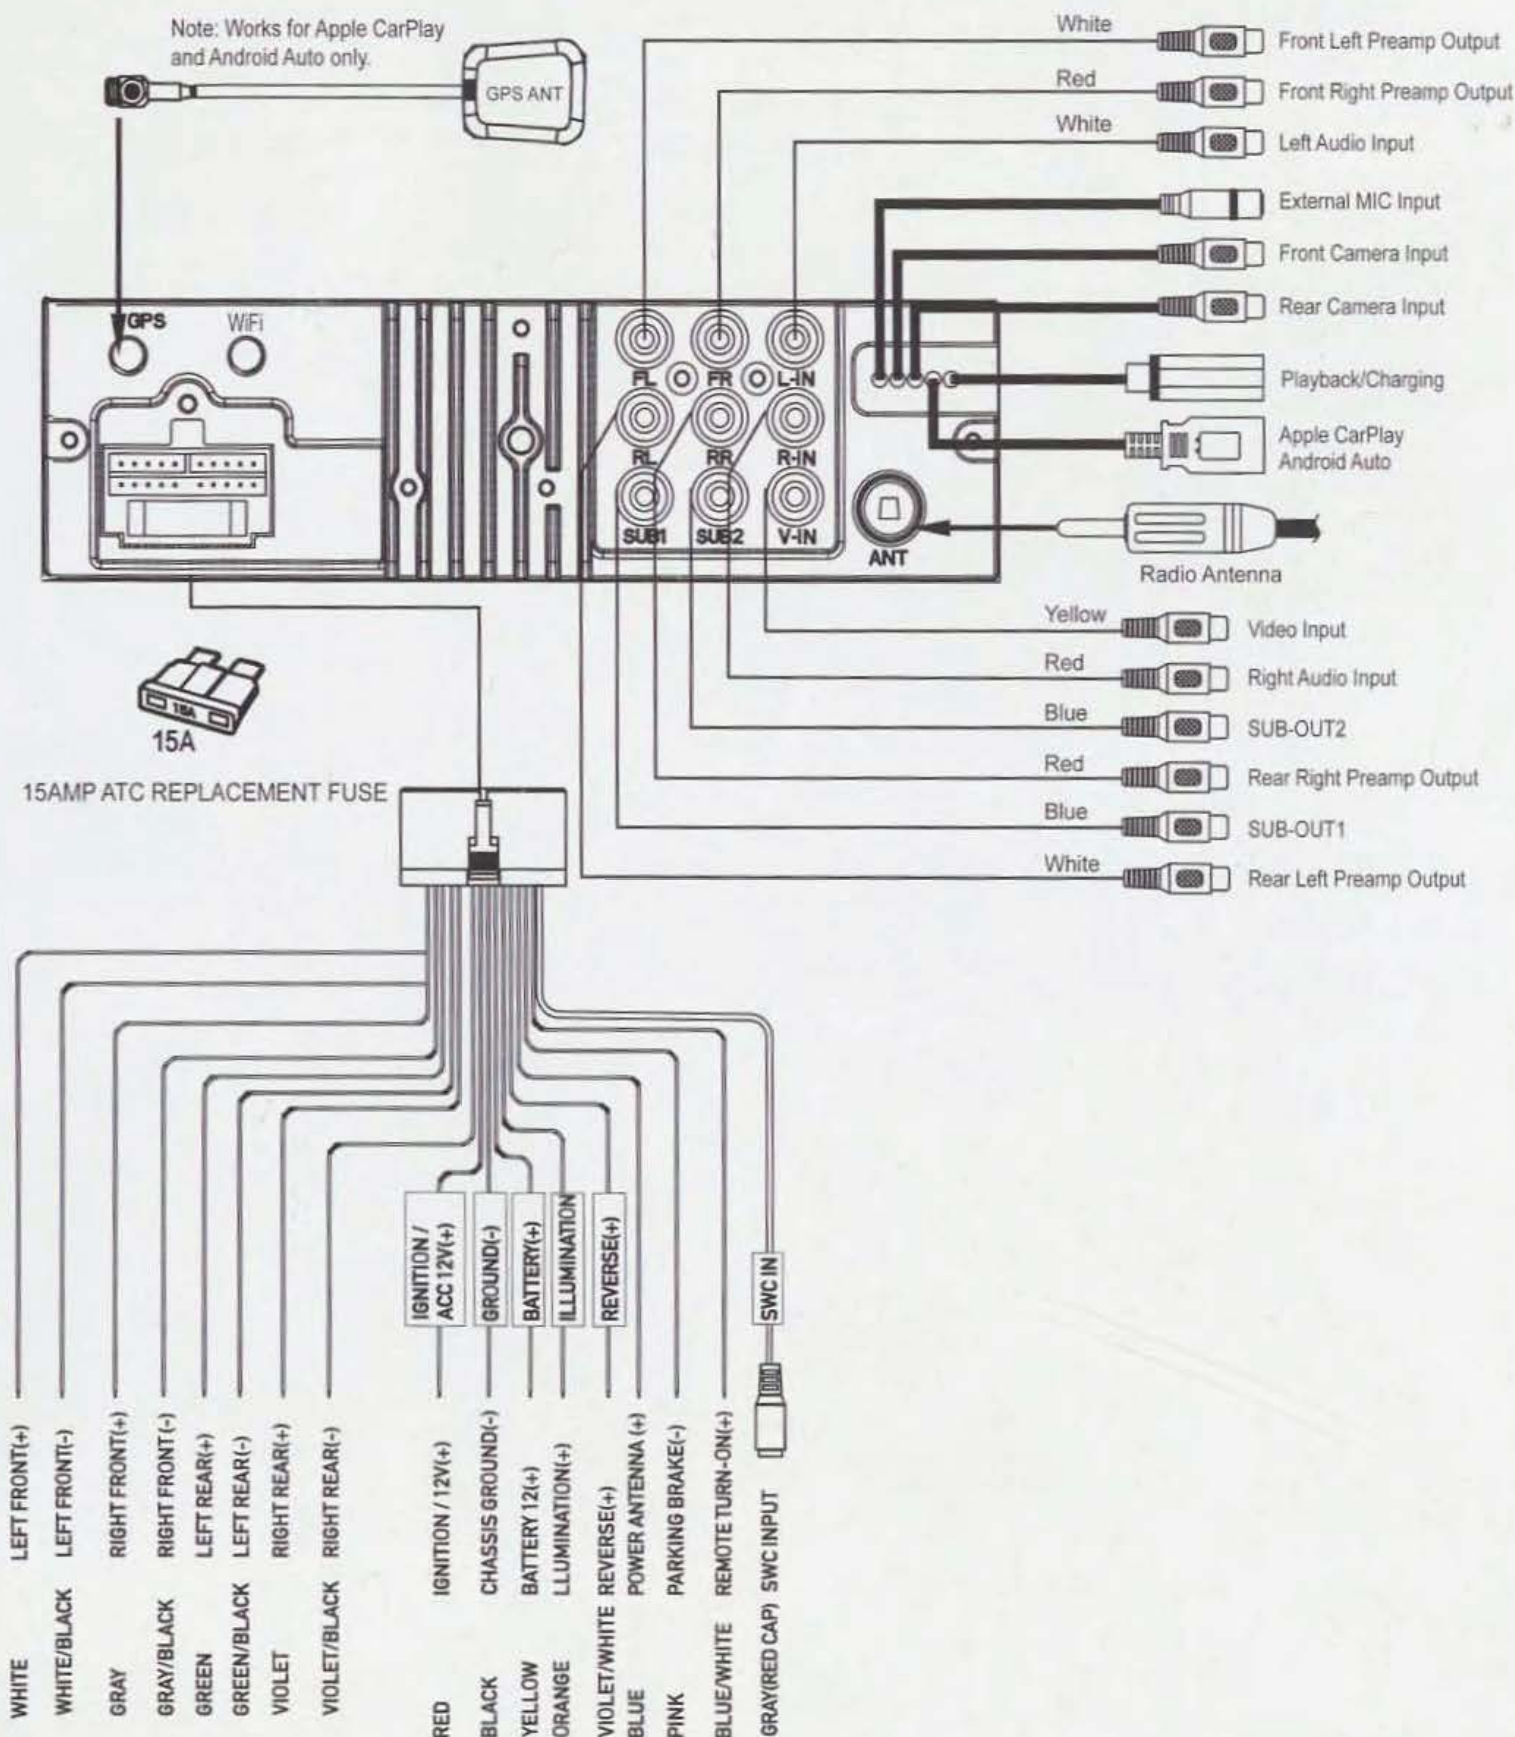 Note: Works for Apple CarPlay
and Android Auto only.
GPS ANT
White
Front Left Preamp Output
Red
Front Right Preamp Output
White
Left Audio Input
External MIC Input
Front Camera Input
Rear Camera Input
Playback/Charging
Apple CarPlay
Android Auto
GPS
WiFi
FL
FR
L-IN
RL
RR
R-IN
SUB1
SUB2
V-IN
ANT
Radio Antenna
Yellow
Video Input
Red
Right Audio Input
Blue
SUB-OUT2
Red
Rear Right Preamp Output
Blue
SUB-OUT1
White
Rear Left Preamp Output
15A
15A
15AMP ATC REPLACEMENT FUSE
IGNITION /
ACC 12V(+)
GROUND(-)
BATTERY(+)
ILLUMINATION
REVERSE(+)
SWC IN
WHITE LEFT FRONT(+)
WHITE/BLACK LEFT FRONT(-)
GRAY RIGHT FRONT(+)
GRAY/BLACK RIGHT FRONT(-)
GREEN LEFT REAR(+)
GREEN/BLACK LEFT REAR(-)
VIOLET RIGHT REAR(+)
VIOLET/BLACK RIGHT REAR(-)
RED IGNITION / 12V(+)
BLACK CHASSIS GROUND(-)
YELLOW BATTERY 12(+)
ORANGE LLUMINATION(+)
VIOLET/WHITE REVERSE(+)
BLUE POWER ANTENNA (+)
PINK PARKING BRAKE(-)
BLUE/WHITE REMOTE TURN-ON(+)
GRAY(RED CAP) SWC INPUT